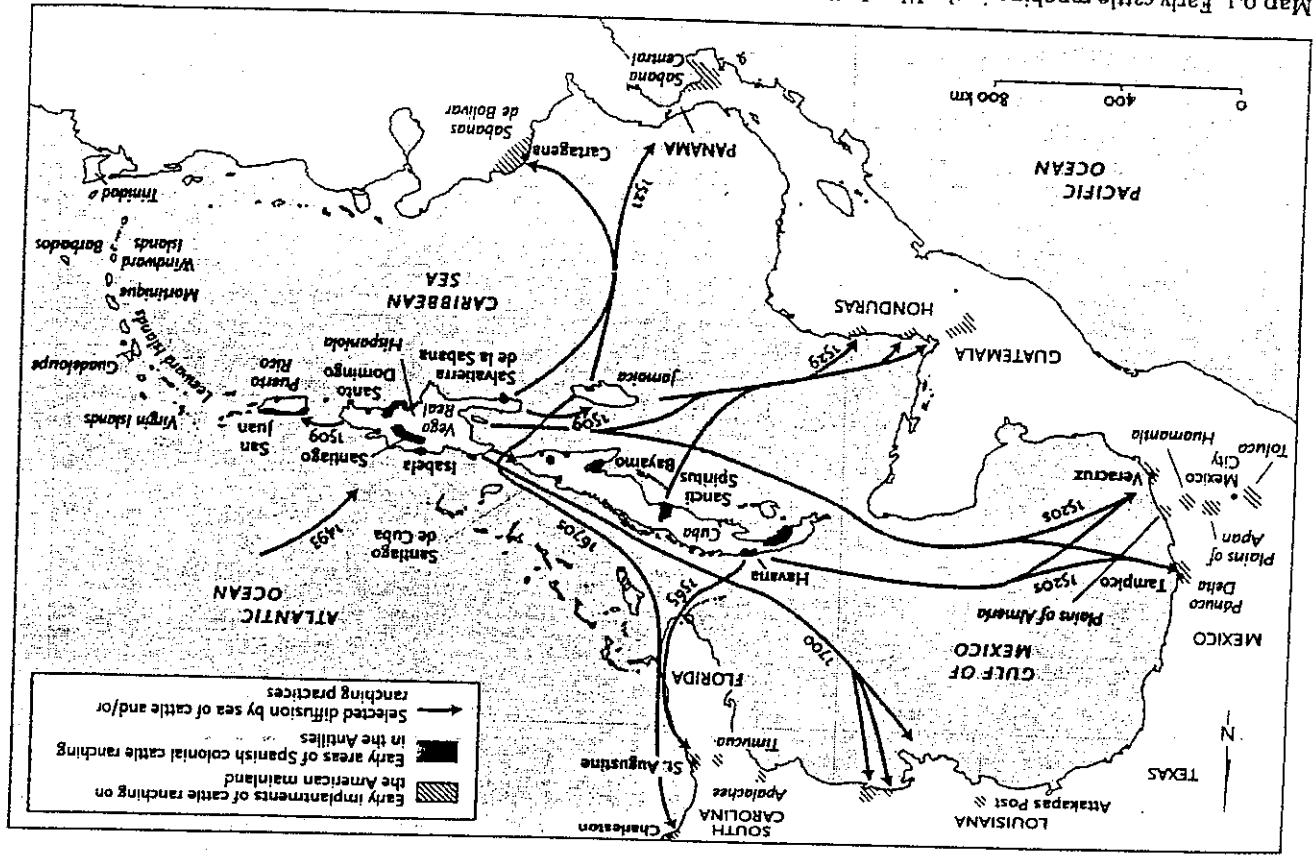 TEXAS
N
LOUISIANA
Attakapas Post
SOUTH
CAROLINA
Charleston
Apalachee
St. Augustine
Timucua
FLORIDA
Early implantments of cattle ranching on
the American mainland
Early areas of Spanish colonial cattle ranching
in the Antilles
Selected diffusion by sea of cattle and/or
ranching practices
MEXICO
GULF OF
MEXICO
1700
1565
1670s
ATLANTIC
OCEAN
1493
Pánuco
Delta
Plains of
Apan
Mexico
City
Toluca
Huamantla
Plains of Almería
Tampico
1520s
Veracruz
1520s
Havana
Cuba
Sancti
Spiritus
Bayamo
Santiago
de Cuba
Isabela
Santiago
1509
San
Juan
Puerto
Rico
Virgin Islands
Leeward Islands
Guadeloupe
Martinique
Windward
Islands
Barbados
Trinidad
Vega
Real
Santo
Domingo
Hispaniola
Salvatierra
de la Sabana
1509
Jamaica
GUATEMALA
HONDURAS
1529
CARIBBEAN
SEA
1521
PACIFIC
OCEAN
PANAMA
Cartagena
Sabanas
de Bolívar
Sabana
Central
0 400 800 km
Map 9.1 Early cattle ranching in